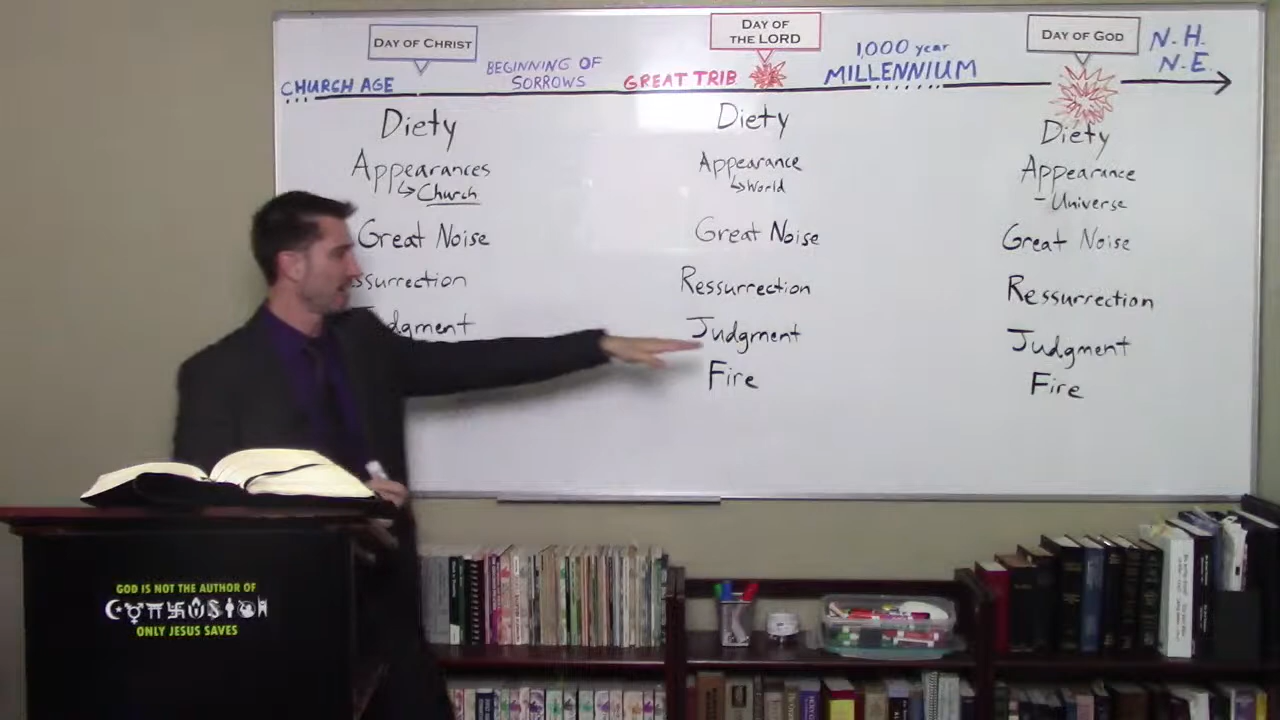 DAY OF CHRIST
DAY OF
THE LORD
DAY OF GOD
CHURCH AGE
BEGINNING OF
SORROWS
GREAT TRIB
1,000 year
MILLENNIUM
N.H.
N.E.
Diety
Appearances
Church
Great Noise
ssurrection
dgment
Diety
Appearance
World
Great Noise
Ressurrection
Judgment
Fire
Diety
Appearance
- Universe
Great Noise
Ressurrection
Judgment
Fire
GOD IS NOT THE AUTHOR OF
ONLY JESUS SAVES